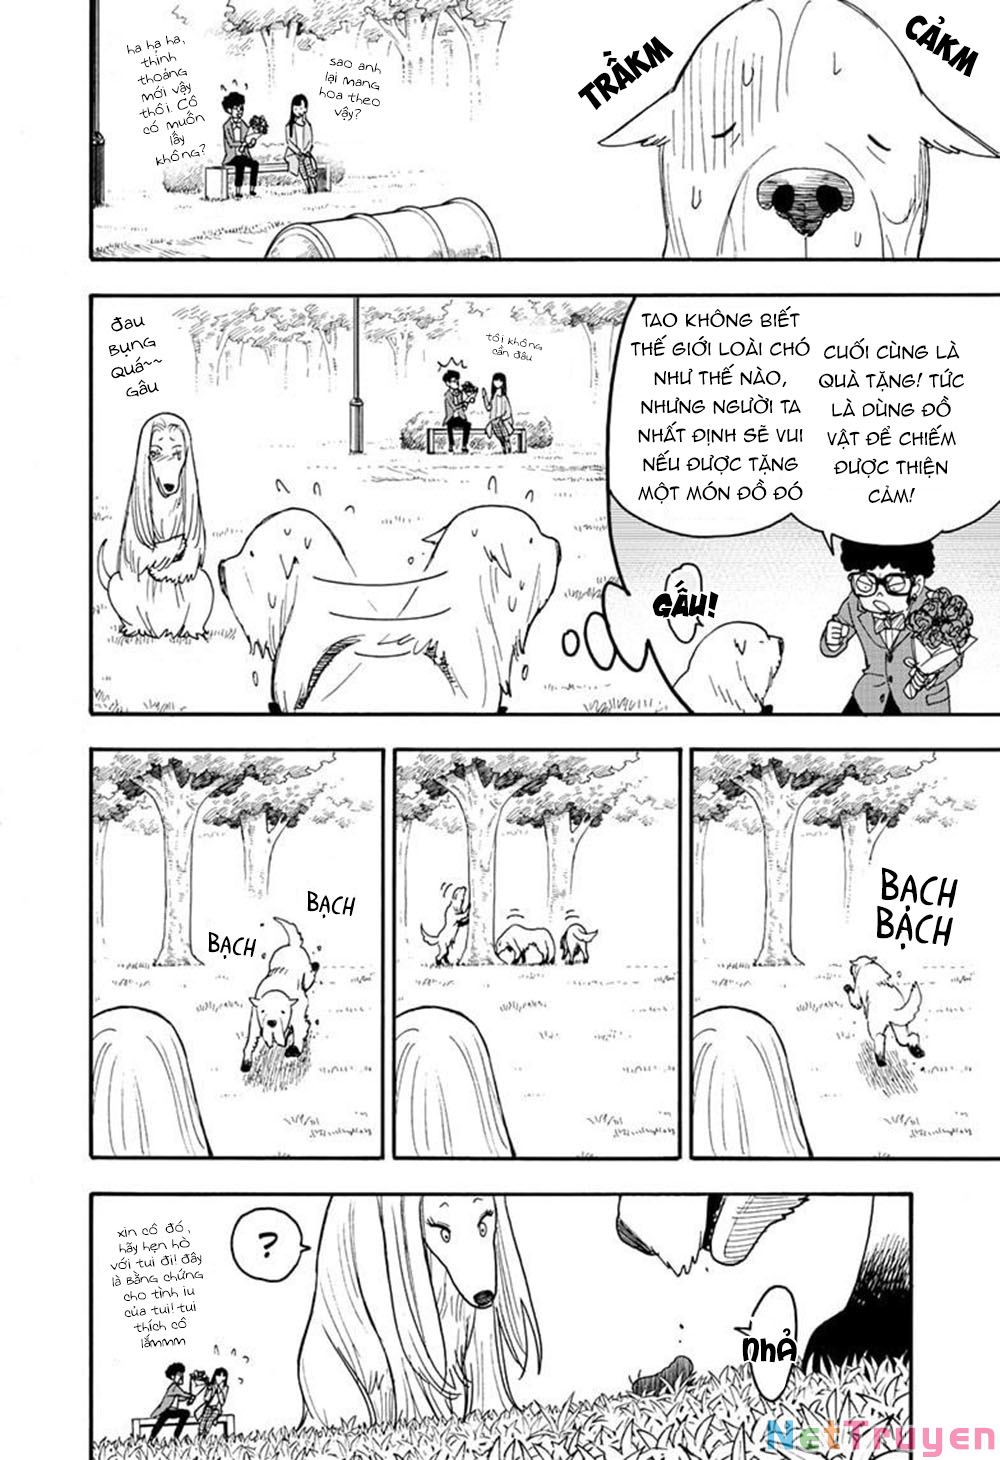 CẢKM
TRẦKM
sao anh
lại mang
hoa theo
vậy?
ha ha ha,
thỉnh
thoảng
mới vậy
thôi. Cô
có muốn
lấy
không?
CUỐI CÙNG LÀ
QUÀ TẶNG! TỨC
LÀ DÙNG ĐỒ
VẬT ĐỂ CHIẾM
ĐƯỢC THIỆN
CẢM!
TAO KHÔNG BIẾT
THẾ GIỚI LOÀI CHÓ
NHƯ THẾ NÀO,
NHƯNG NGƯỜI TA
NHẤT ĐỊNH SẼ VUI
NẾU ĐƯỢC TẶNG
MỘT MÓN ĐỒ ĐÓ
GẤU!
tôi không
cần đâu
đau
bụng
quá~~
gâu
BẠCH
BẠCH
BẠCH
BẠCH
nhả
?
xin cô đó,
hãy hẹn hò
với tui đi! đây
là bằng chứng
cho tình iu
của tui! tui
thích cô
lắmmm
NetTruyen